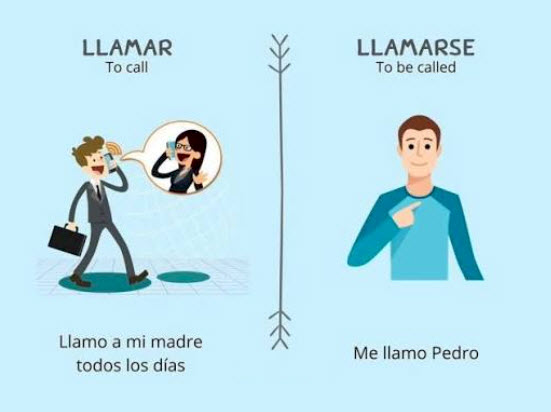 LLAMAR
To call
Llamo a mi madre
todos los días
LLAMARSE
To be called
Me llamo Pedro